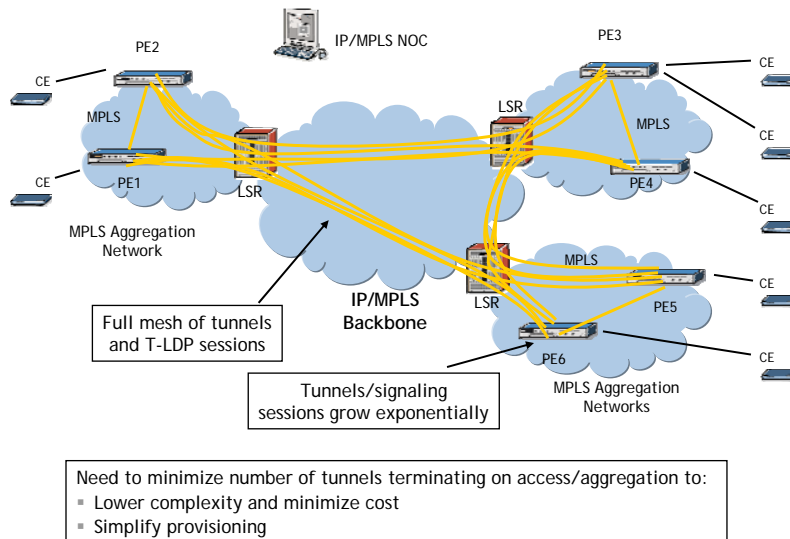 IP/MPLS NOC
PE2
PE3
CE
CE
LSR
MPLS
MPLS
CE
CE
PE1
LSR
PE4
CE
MPLS Aggregation
Network
MPLS
IP/MPLS
Backbone
LSR
PE5
CE
Full mesh of tunnels
and T-LDP sessions
PE6
CE
Tunnels/signaling
sessions grow exponentially
MPLS Aggregation
Networks
Need to minimize number of tunnels terminating on access/aggregation to:
▪ Lower complexity and minimize cost
▪ Simplify provisioning